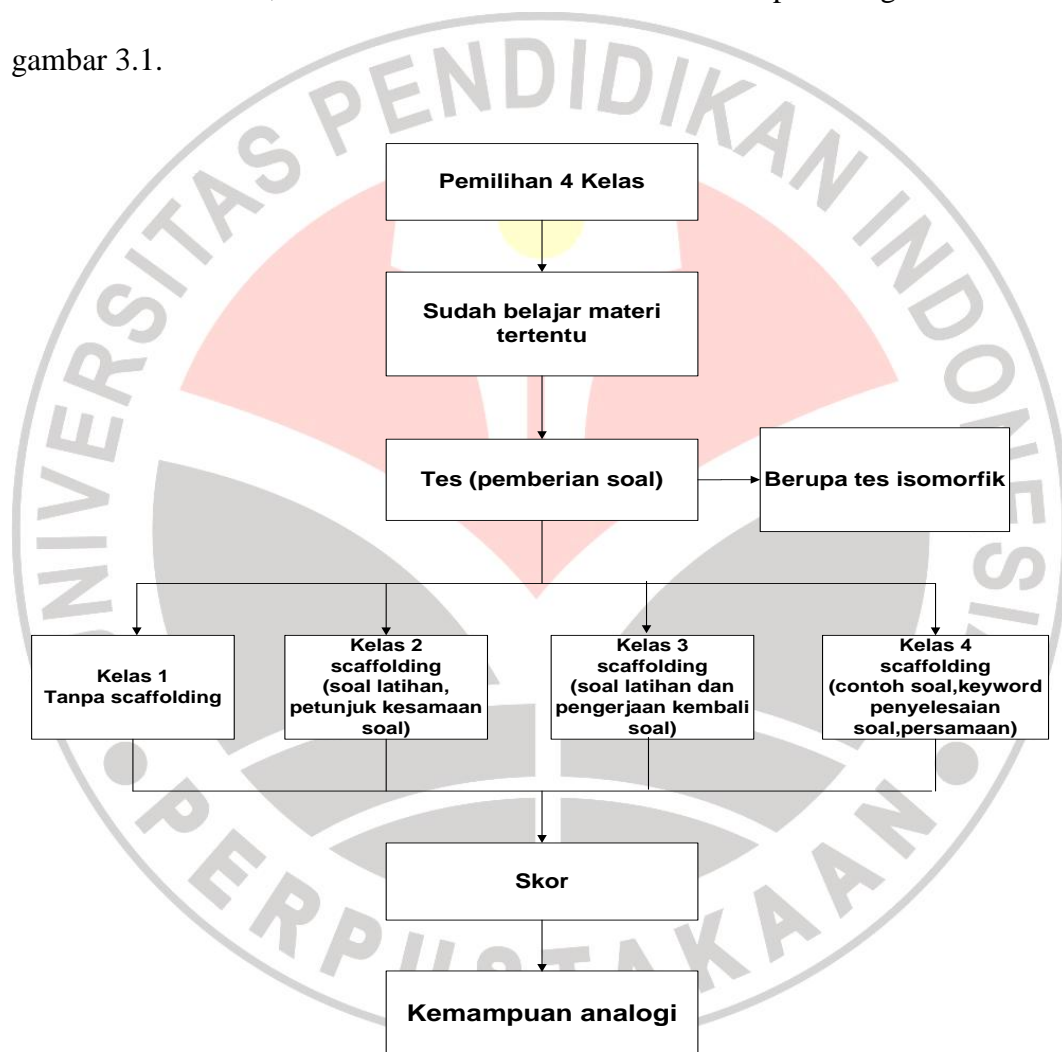 gambar 3.1.
UNIVERSITAS PENDIDIKAN INDONESIA
Pemilihan 4 Kelas
Sudah belajar materi
tertentu
Tes (pemberian soal)
Berupa tes isomorfik
Kelas 1
Tanpa scaffolding
Kelas 2
scaffolding
(soal latihan,
petunjuk kesamaan
soal)
Kelas 3
scaffolding
(soal latihan dan
pengerjaan kembali
soal)
Kelas 4
scaffolding
(contoh soal,keyword
penyelesaian
soal,persamaan)
Skor
Kemampuan analogi
PERPUSTAKAAN